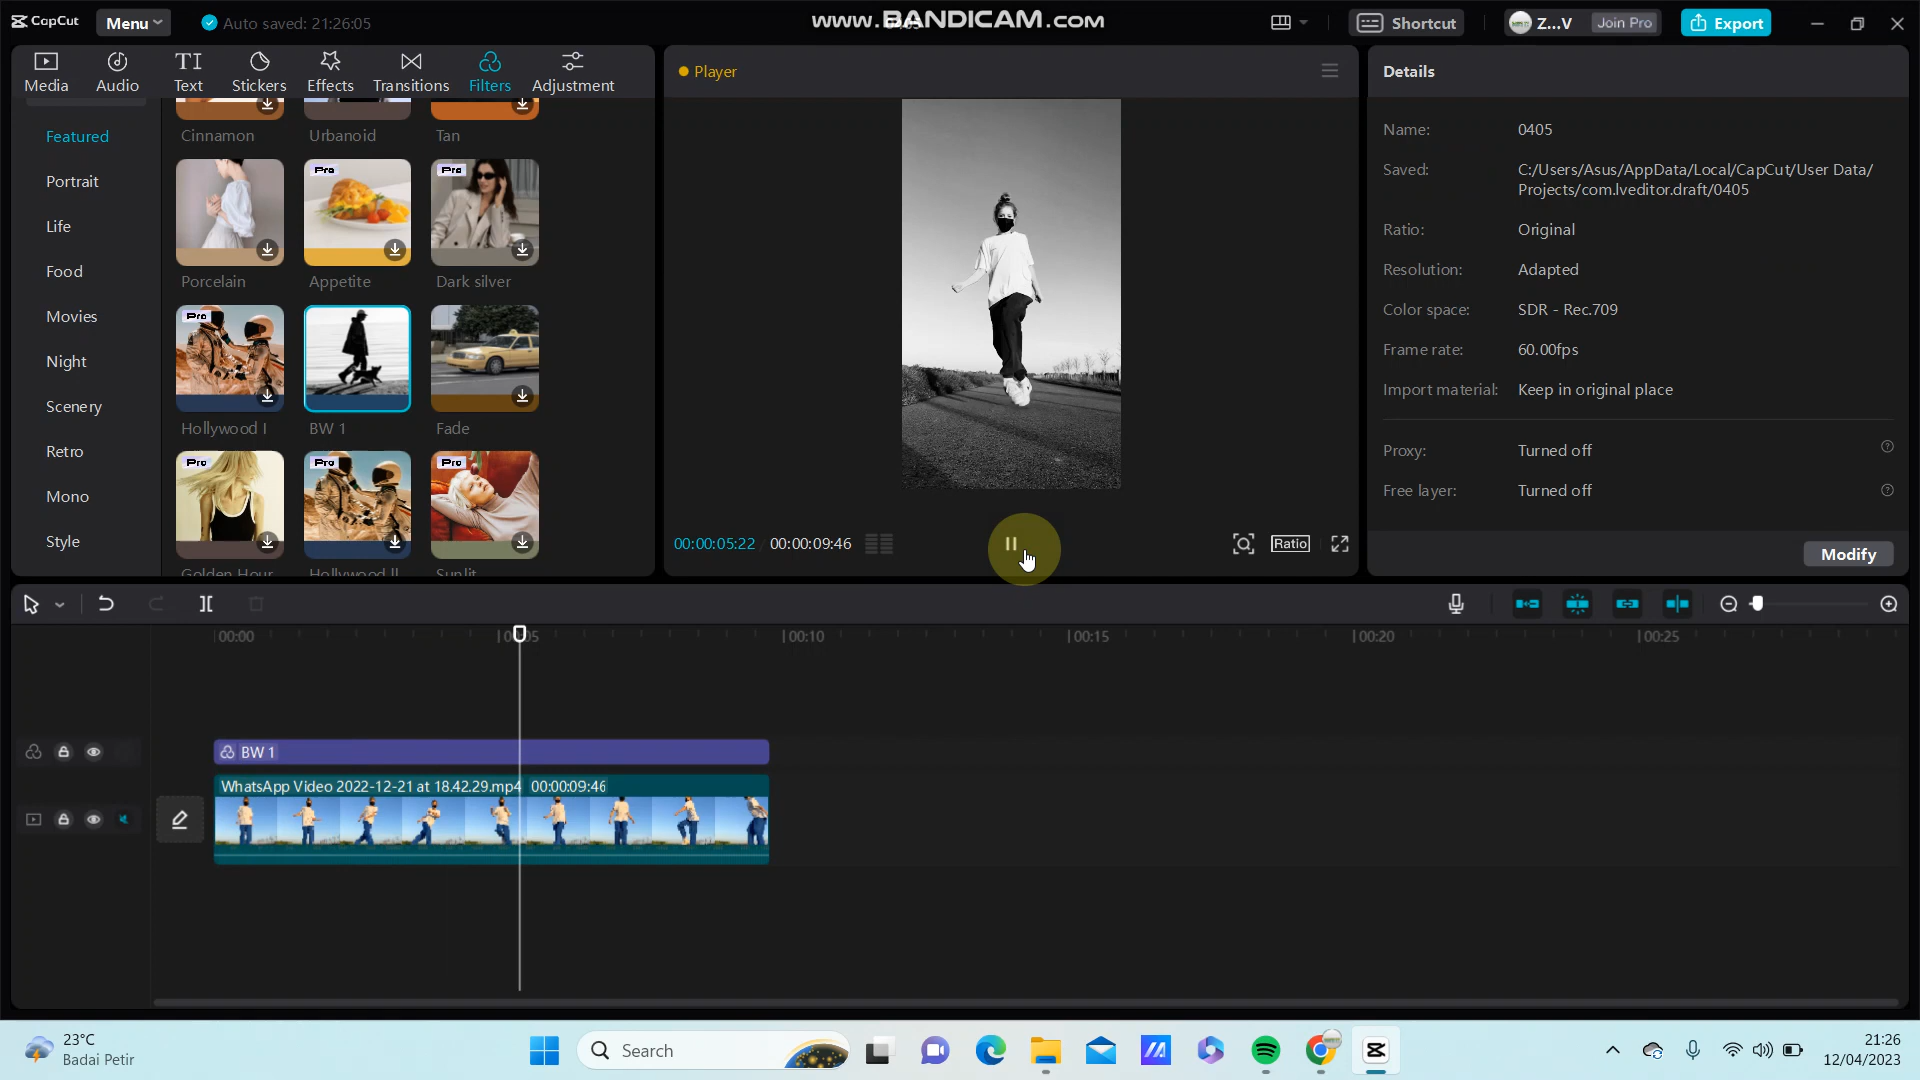 CapCut
Menu
Auto saved: 21:26:05
www.BANDICAM.com
Shortcut
Z...V
Join Pro
Export
Media
Audio
Text
Stickers
Effects
Transitions
Filters
Adjustment
Player
Details
Featured
Portrait
Life
Food
Movies
Night
Scenery
Retro
Mono
Style
Cinnamon
Urbanoid
Tan
Pro
Pro
Porcelain
Appetite
Dark silver
Pro
Hollywood I
BW 1
Fade
Pro
Pro
Pro
Golden Hour
Hollywood ll
Sunlit
00:00:05:22
00:00:09:46
Ratio
Name:
0405
Saved:
C:/Users/Asus/AppData/Local/CapCut/User Data/
Projects/com.lveditor.draft/0405
Ratio:
Original
Resolution:
Adapted
Color space:
SDR - Rec.709
Frame rate:
60.00fps
Import material:
Keep in original place
Proxy:
Turned off
Free layer:
Turned off
Modify
00:00
00:05
00:10
00:15
00:20
00:25
BW 1
WhatsApp Video 2022-12-21 at 18.42.29.mp4
00:00:09:46
23°C
Badai Petir
Search
21:26
12/04/2023